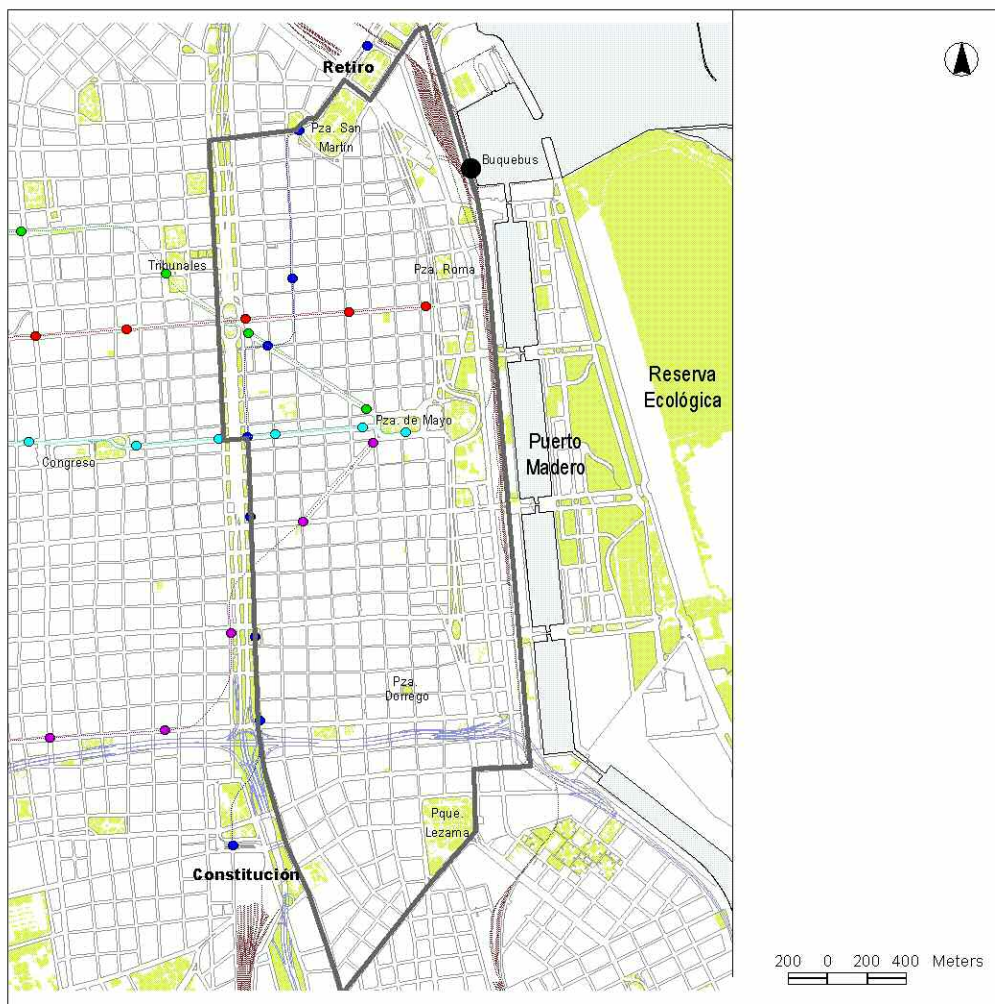 Retiro
Pza. San
Martín
Buquebus
Tribunales
Pza. Roma
Reserva
Ecológica
Pza. de Mayo
Puerto
Madero
Congreso
Pza.
Dorrego
Pque.
Lezama
Constitución
200 0 200 400 Meters